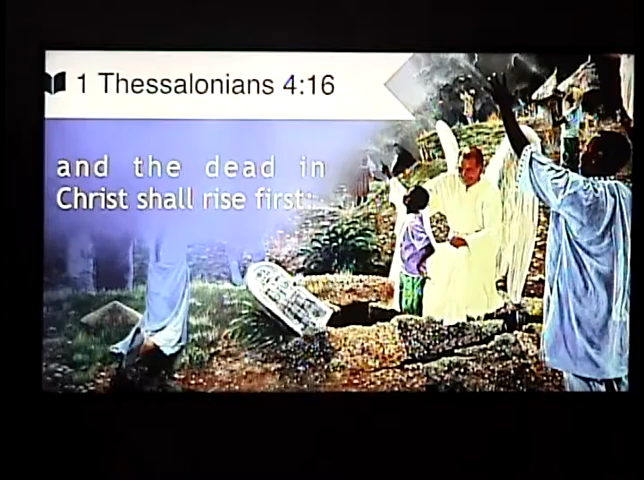 1 Thessalonians 4:16
and the dead in
Christ shall rise first: